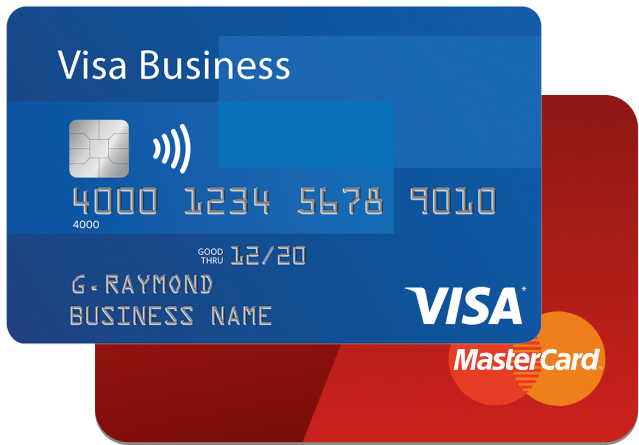 Visa Business
4000 1234 5678 9010
4000
GOOD THRU 12/20
G.RAYMOND
BUSINESS NAME
VISA*
MasterCard